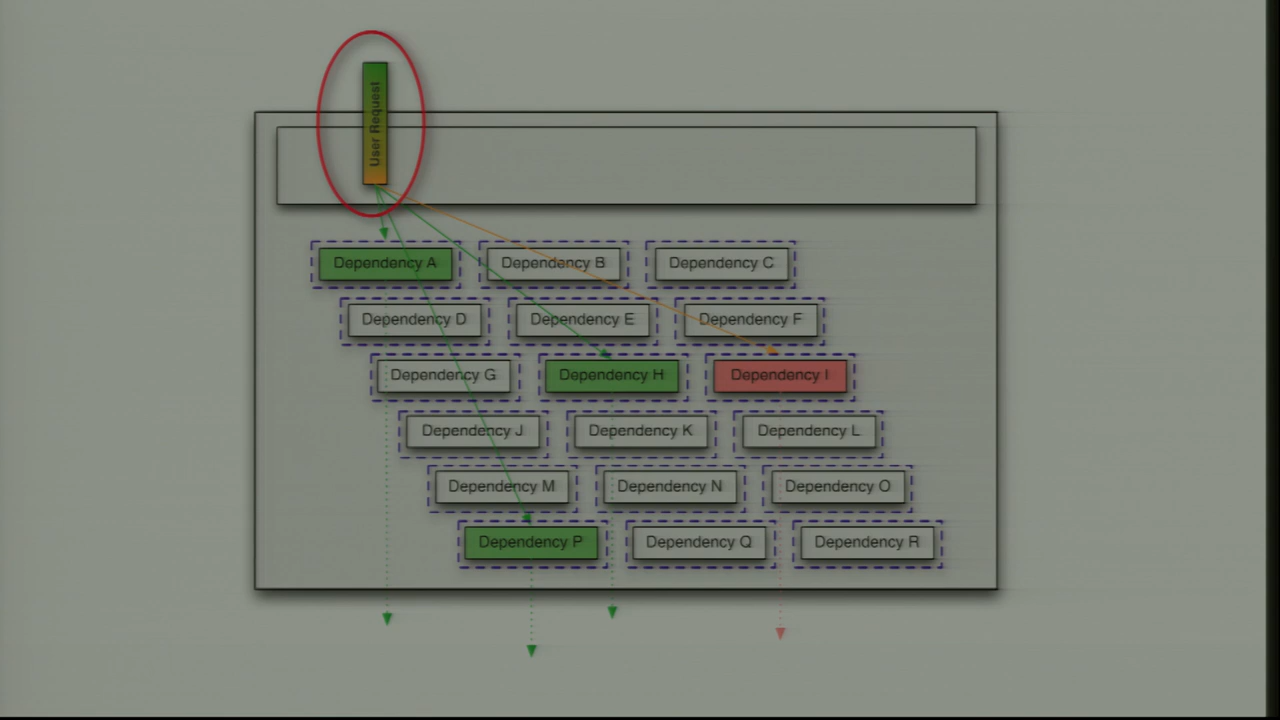 User Request
Dependency A
Dependency B
Dependency C
Dependency D
Dependency E
Dependency F
Dependency G
Dependency H
Dependency I
Dependency J
Dependency K
Dependency L
Dependency M
Dependency N
Dependency O
Dependency P
Dependency Q
Dependency R